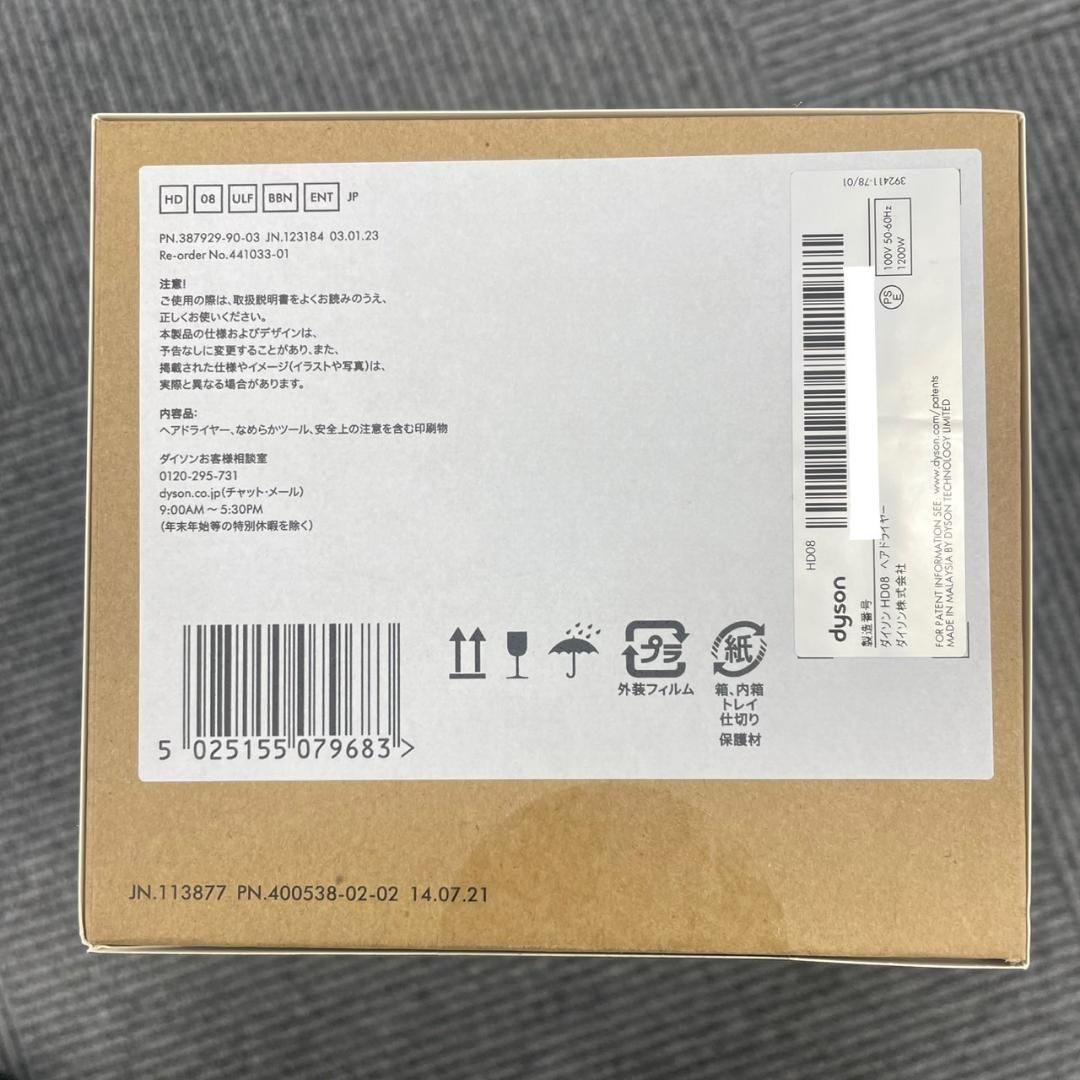 HD 08 ULF BBN ENT JP
PN.387929-90-03 JN.123184 03.01.23
Re-order No.441033-01
注意!
ご使用の際は、取扱説明書をよくお読みのうえ、
正しくお使いください。
本製品の仕様およびデザインは、
予告なしに変更することがあり、また、
掲載された仕様やイメージ(イラストや写真)は、
実際と異なる場合があります。
内容品:
ヘアドライヤー、なめらかツール、安全上の注意を含む印刷物
ダイソンお客様相談室
0120-295-731
dyson.co.jp(チャット・メール)
9:00AM ~ 5:30PM
(年末年始等の特別休暇を除く)
5 025155 079683 >
プラ
外装フィルム
紙
箱、内箱
トレイ
仕切り
保護材
392411-78/01
HD08
dyson
製造番号
ダイソン HD08 ヘアドライヤー
ダイソン株式会社
PS
E
100V 50-60Hz
1200W
FOR PATENT INFORMATION SEE: www.dyson.com/patents
MADE IN MALAYSIA BY DYSON TECHNOLOGY LIMITED
JN.113877 PN.400538-02-02 14.07.21